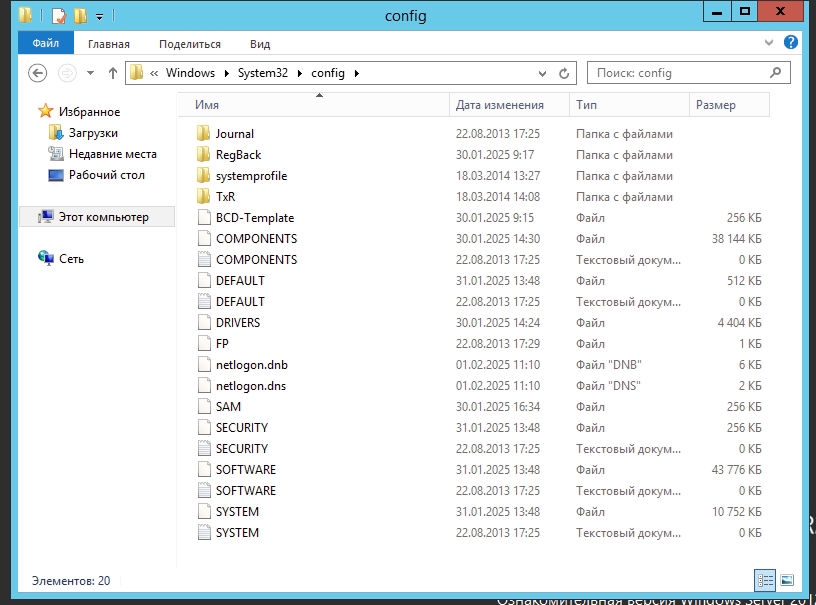 config
Файл Главная Поделиться Вид
« Windows System32 config Поиск: config
Имя Дата изменения Тип Размер
Избранное
Загрузки
Недавние места
Рабочий стол
Этот компьютер
Сеть
Journal 22.08.2013 17:25 Папка с файлами
RegBack 30.01.2025 9:17 Папка с файлами
systemprofile 18.03.2014 13:27 Папка с файлами
TxR 18.03.2014 14:08 Папка с файлами
BCD-Template 30.01.2025 9:15 Файл 256 КБ
COMPONENTS 30.01.2025 14:30 Файл 38 144 КБ
COMPONENTS 22.08.2013 17:25 Текстовый докум... 0 КБ
DEFAULT 31.01.2025 13:48 Файл 512 КБ
DEFAULT 22.08.2013 17:25 Текстовый докум... 0 КБ
DRIVERS 30.01.2025 14:24 Файл 4 404 КБ
FP 22.08.2013 17:29 Файл 1 КБ
netlogon.dnb 01.02.2025 11:10 Файл "DNB" 6 КБ
netlogon.dns 01.02.2025 11:10 Файл "DNS" 2 КБ
SAM 30.01.2025 16:34 Файл 256 КБ
SECURITY 31.01.2025 13:48 Файл 256 КБ
SECURITY 22.08.2013 17:25 Текстовый докум... 0 КБ
SOFTWARE 31.01.2025 13:48 Файл 43 776 КБ
SOFTWARE 22.08.2013 17:25 Текстовый докум... 0 КБ
SYSTEM 31.01.2025 13:48 Файл 10 752 КБ
SYSTEM 22.08.2013 17:25 Текстовый докум... 0 КБ
Элементов: 20
Ознакомительная версия Windows Server